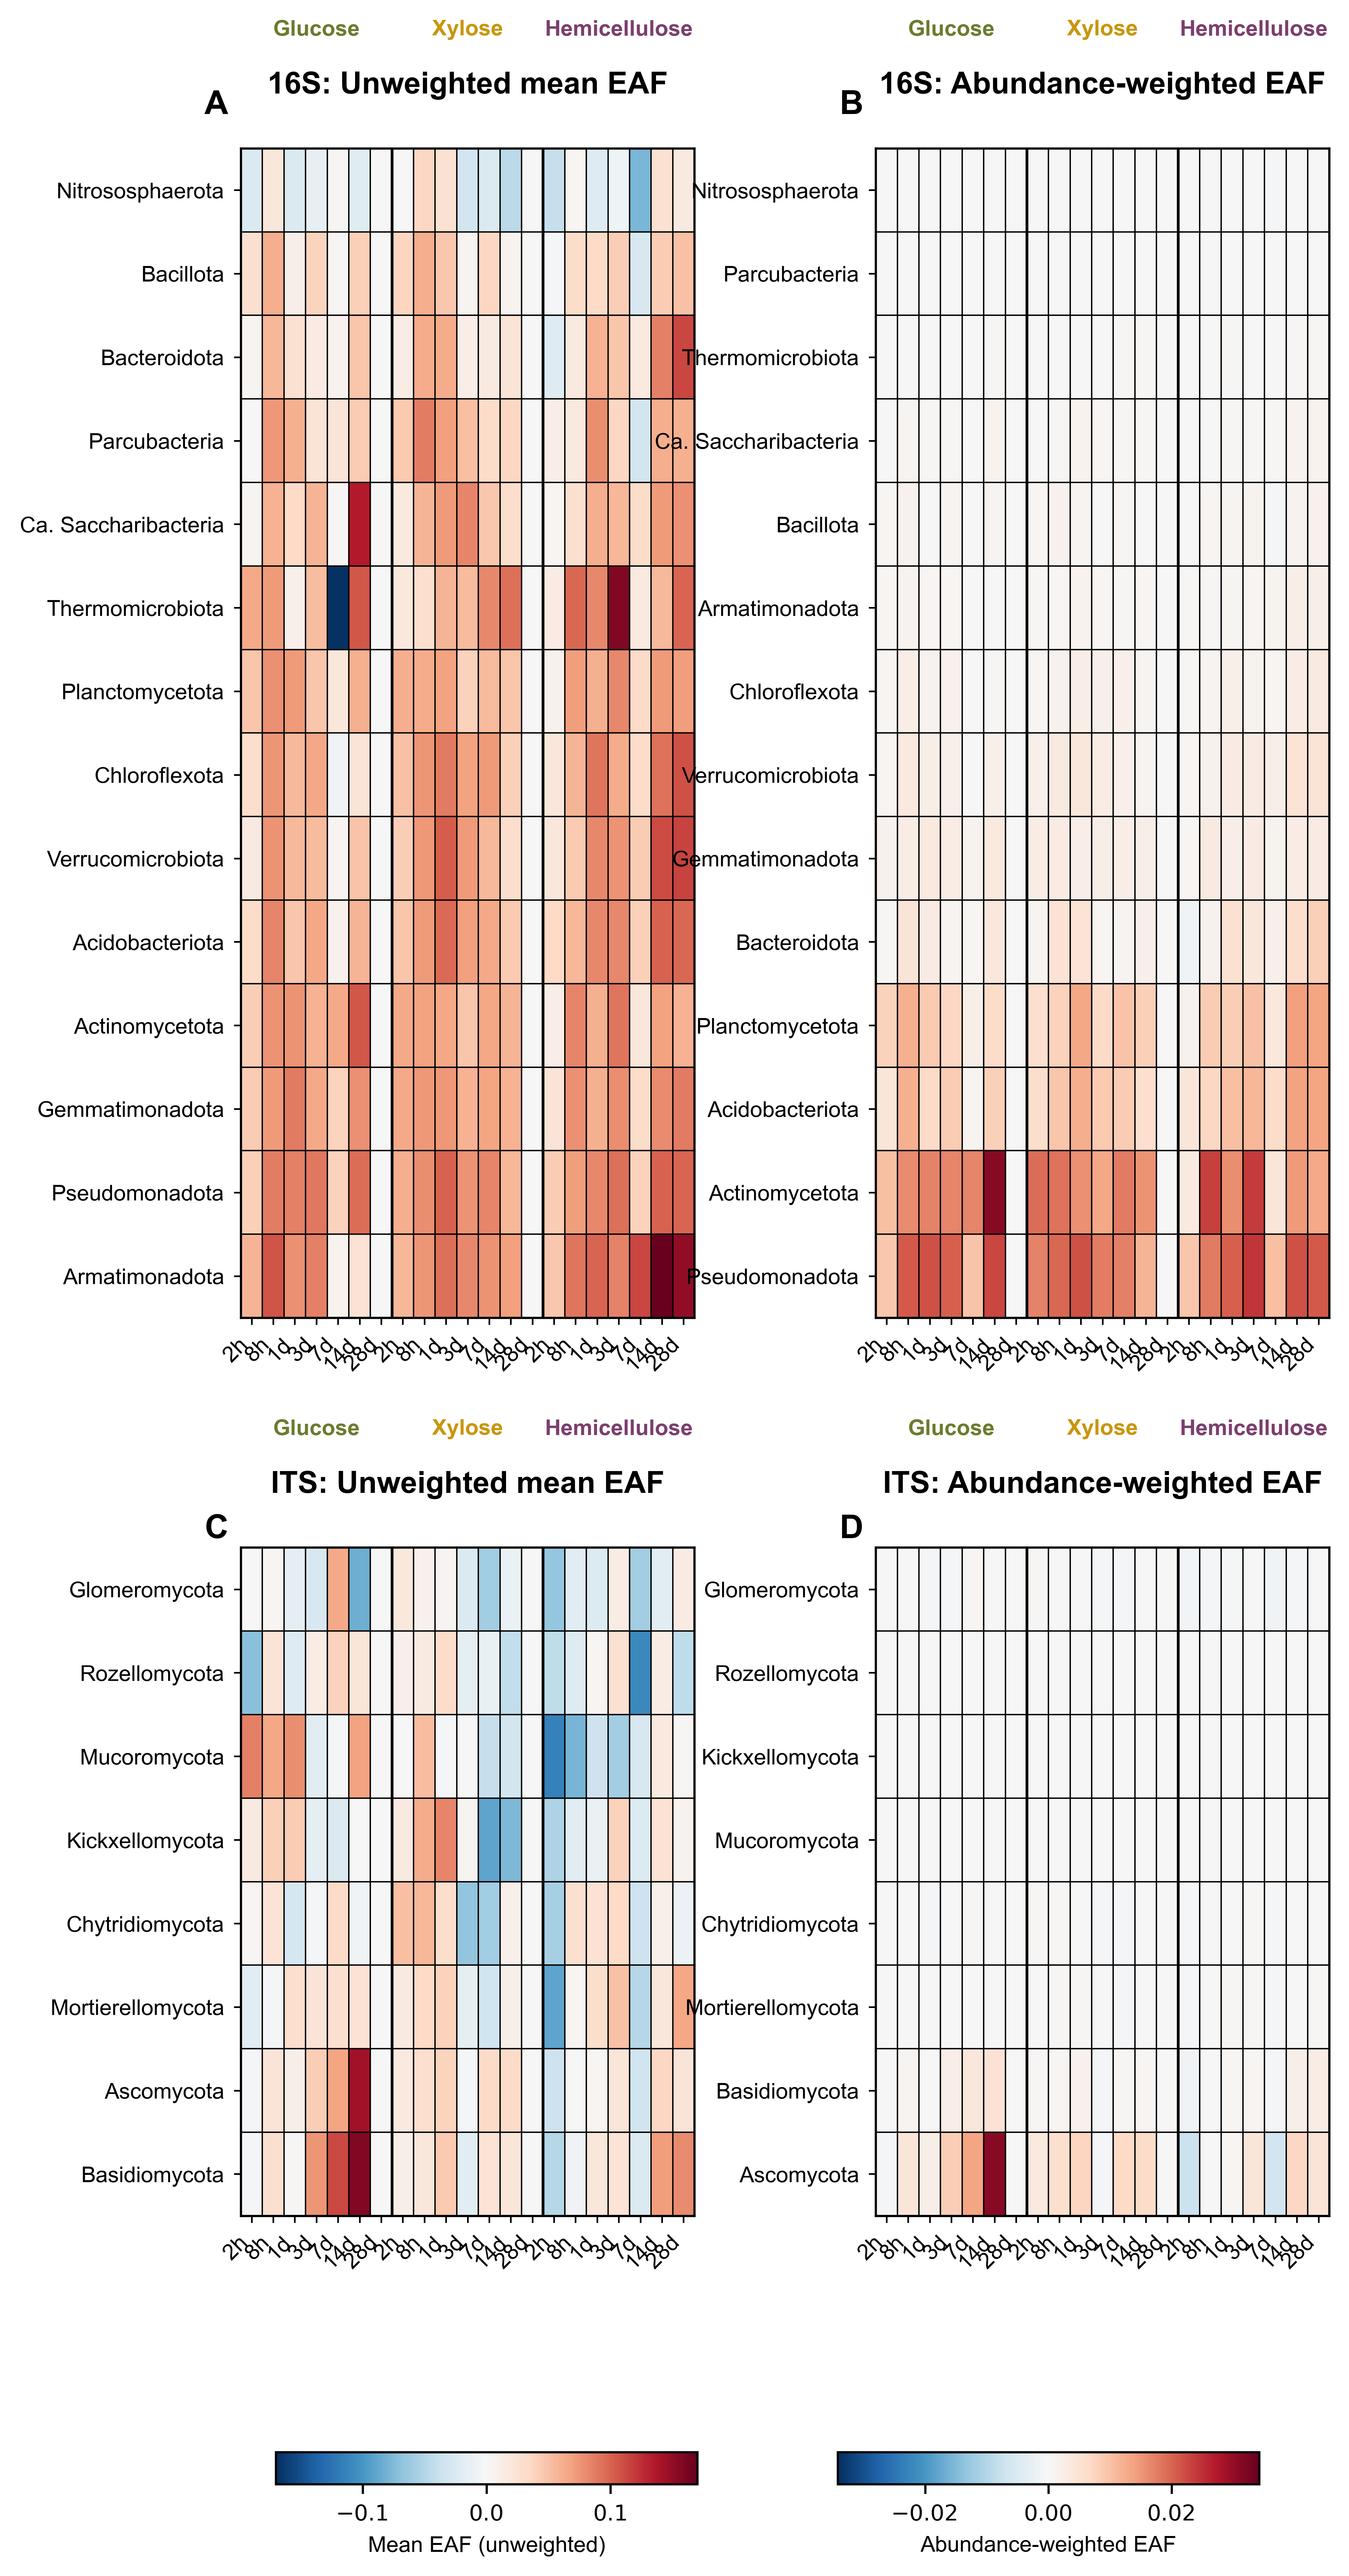 Glucose Xylose Hemicellulose Glucose Xylose Hemicellulose
16S: Unweighted mean EAF 16S: Abundance-weighted EAF
A B
Nitrososphaerota Nitrososphaerota
Bacillota Parcubacteria
Bacteroidota Thermomicrobiota
Parcubacteria Ca. Saccharibacteria
Ca. Saccharibacteria Bacillota
Thermomicrobiota Armatimonadota
Planctomycetota Chloroflexota
Chloroflexota Verrucomicrobiota
Verrucomicrobiota Gemmatimonadota
Acidobacteriota Bacteroidota
Actinomycetota Planctomycetota
Gemmatimonadota Acidobacteriota
Pseudomonadota Actinomycetota
Armatimonadota Pseudomonadota
2h 8h 1d 3d 7d 14d 28d 2h 8h 1d 3d 7d 14d 28d 2h 8h 1d 3d 7d 14d 28d 2h 8h 1d 3d 7d 14d 28d 2h 8h 1d 3d 7d 14d 28d 2h 8h 1d 3d 7d 14d 28d
Glucose Xylose Hemicellulose Glucose Xylose Hemicellulose
ITS: Unweighted mean EAF ITS: Abundance-weighted EAF
C D
Glomeromycota Glomeromycota
Rozellomycota Rozellomycota
Mucoromycota Kickxellomycota
Kickxellomycota Mucoromycota
Chytridiomycota Chytridiomycota
Mortierellomycota Mortierellomycota
Ascomycota Basidiomycota
Basidiomycota Ascomycota
2h 8h 1d 3d 7d 14d 28d 2h 8h 1d 3d 7d 14d 28d 2h 8h 1d 3d 7d 14d 28d 2h 8h 1d 3d 7d 14d 28d 2h 8h 1d 3d 7d 14d 28d 2h 8h 1d 3d 7d 14d 28d
−0.1 0.0 0.1 −0.02 0.00 0.02
Mean EAF (unweighted) Abundance-weighted EAF